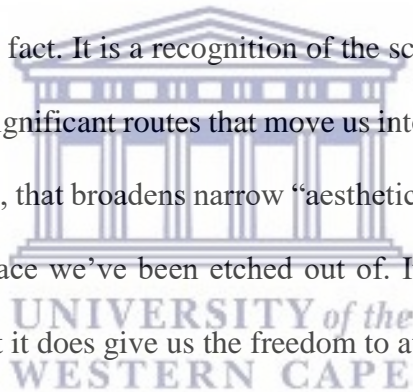 fact. It is a recognition of the sc
gnificant routes that move us into
, that broadens narrow “aesthetic
ace we’ve been etched out of. I
UNIVERSITY of the
t it does give us the freedom to a
WESTERN CAPE